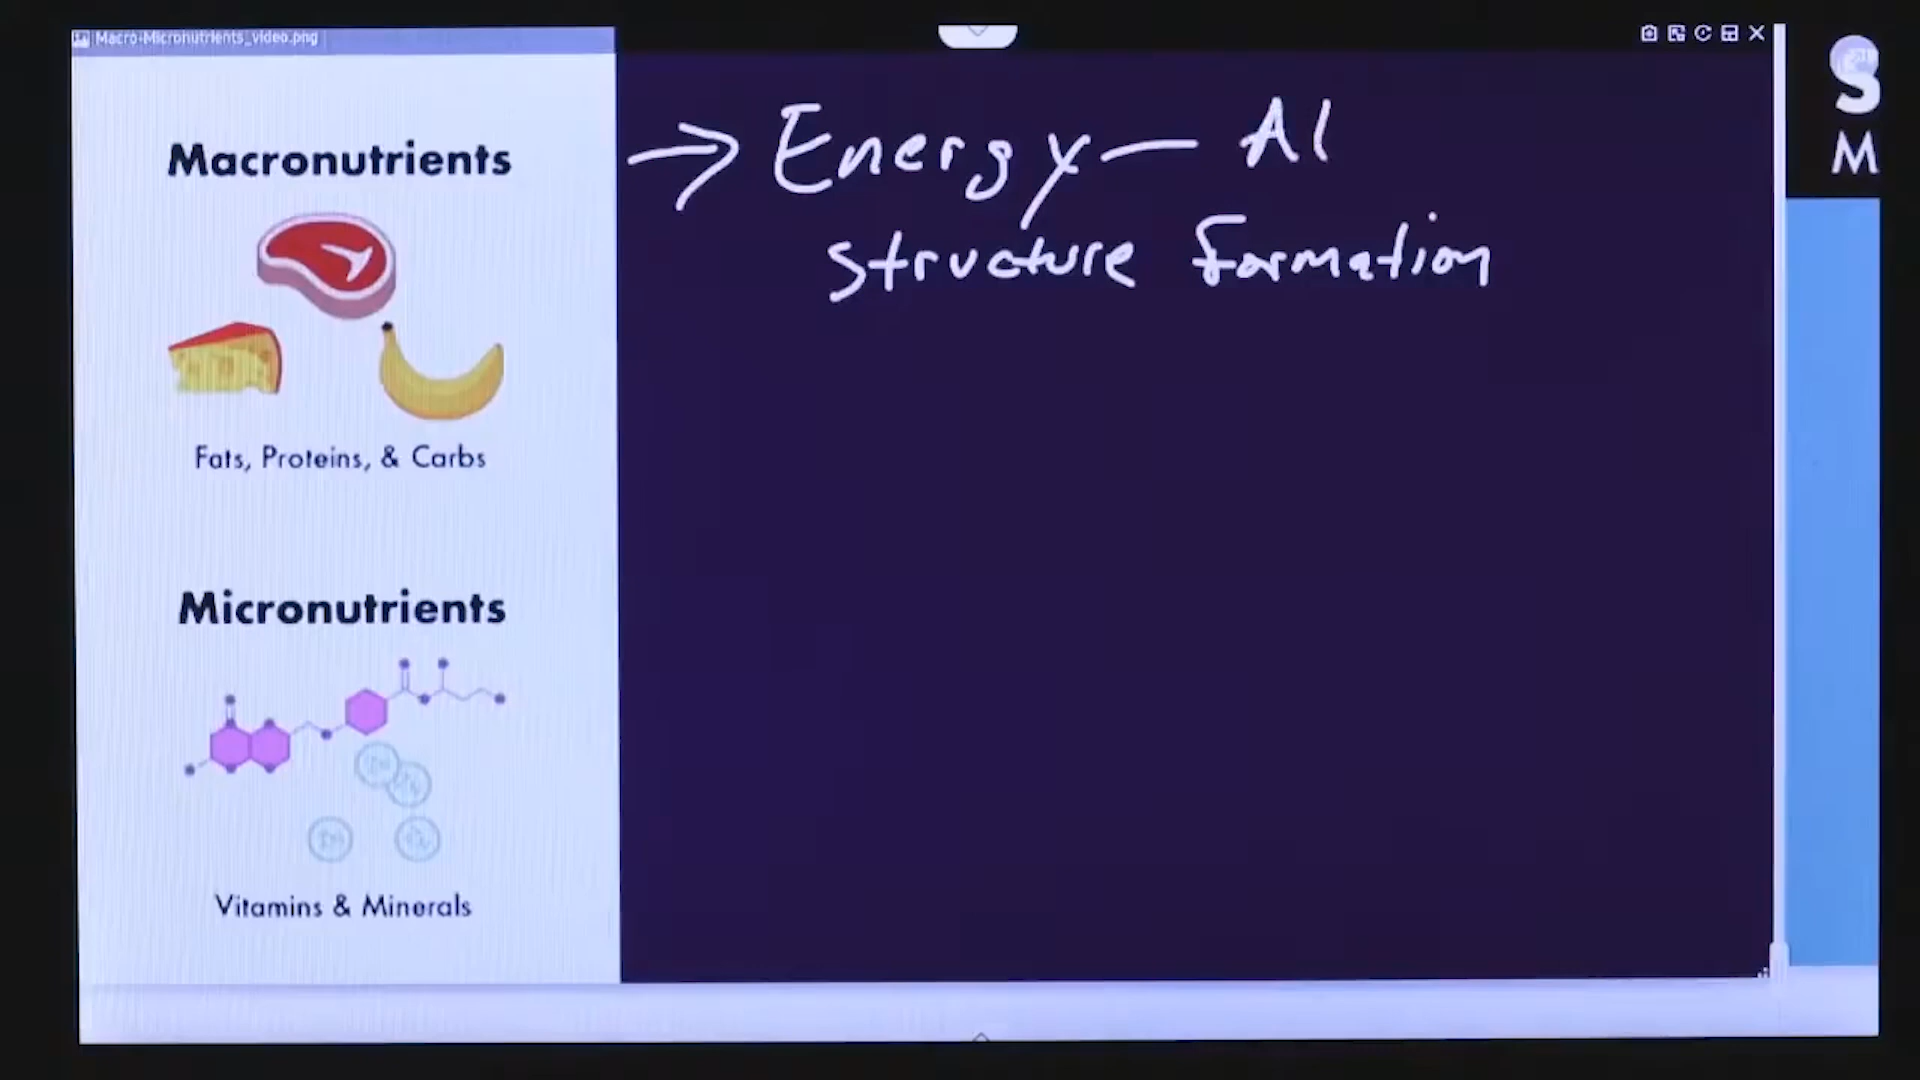 Macro-Micronutrients_video.png
Macronutrients
Fats, Proteins, & Carbs
Micronutrients
Vitamins & Minerals
→ Energy — Al
structure formation
S
M